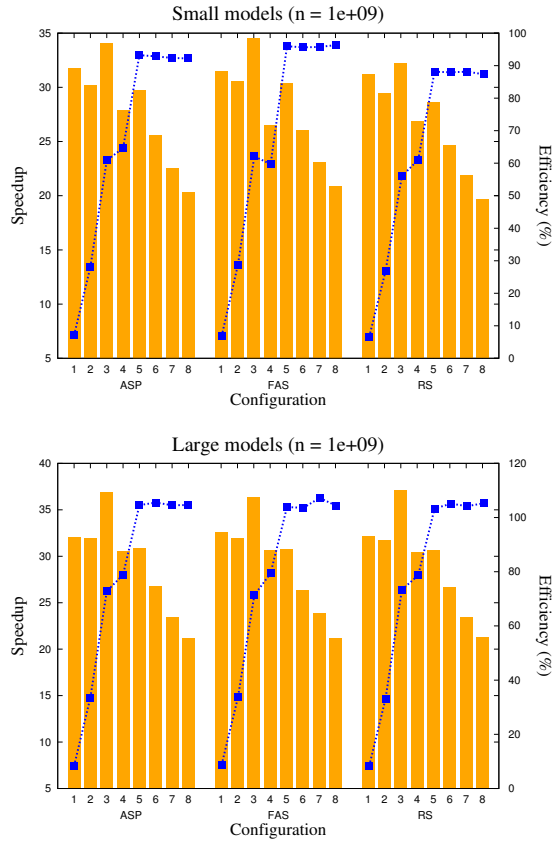 Small models (n = 1e+09)
35
30
25
20
15
10
5
100
90
80
70
60
50
40
30
20
10
0
Speedup
Efficiency (%)
1 2 3 4 5 6 7 8 1 2 3 4 5 6 7 8 1 2 3 4 5 6 7 8
ASP FAS RS
Configuration
Large models (n = 1e+09)
40
35
30
25
20
15
10
5
120
100
80
60
40
20
0
Speedup
Efficiency (%)
1 2 3 4 5 6 7 8 1 2 3 4 5 6 7 8 1 2 3 4 5 6 7 8
ASP FAS RS
Configuration